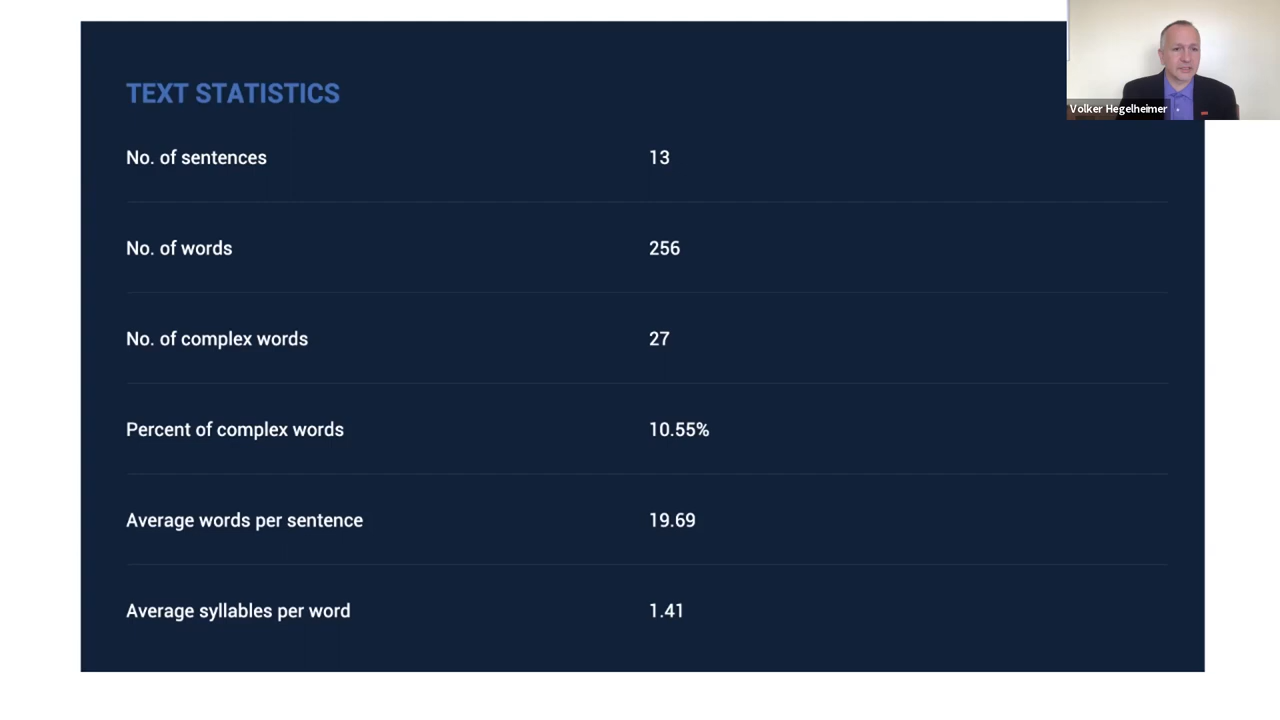 TEXT STATISTICS
No. of sentences 13
No. of words 256
No. of complex words 27
Percent of complex words 10.55%
Average words per sentence 19.69
Average syllables per word 1.41
Volker Hegelheimer